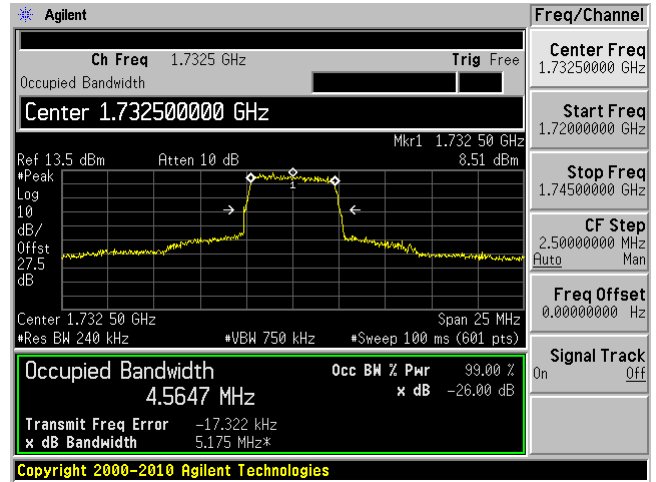 Agilent
Freq/Channel
Ch Freq 1.7325 GHz Trig Free
Occupied Bandwidth
Center 1.732500000 GHz
Mkr1 1.732 50 GHz
Ref 13.5 dBm Atten 10 dB 8.51 dBm
#Peak
Log
10
dB/
Offst
27.5
dB
1
Center 1.732 50 GHz Span 25 MHz
#Res BW 240 kHz #VBW 750 kHz #Sweep 100 ms (601 pts)
Occupied Bandwidth Occ BW % Pwr 99.00 %
4.5647 MHz x dB -26.00 dB
Transmit Freq Error -17.322 kHz
x dB Bandwidth 5.175 MHz*
Copyright 2000-2010 Agilent Technologies
Center Freq
1.73250000 GHz
Start Freq
1.72000000 GHz
Stop Freq
1.74500000 GHz
CF Step
2.50000000 MHz
Auto Man
Freq Offset
0.00000000 Hz
Signal Track
On Off